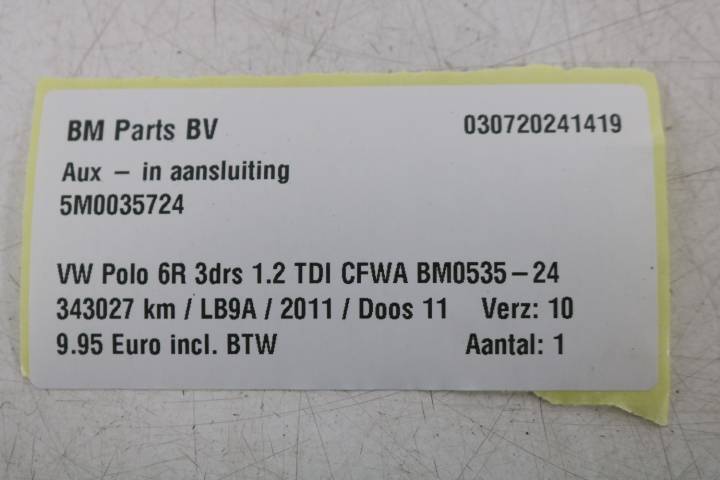 BM Parts BV 030720241419
Aux – in aansluiting
5M0035724
VW Polo 6R 3drs 1.2 TDI CFWA BM0535–24
343027 km / LB9A / 2011 / Doos 11 Verz: 10
9.95 Euro incl. BTW Aantal: 1